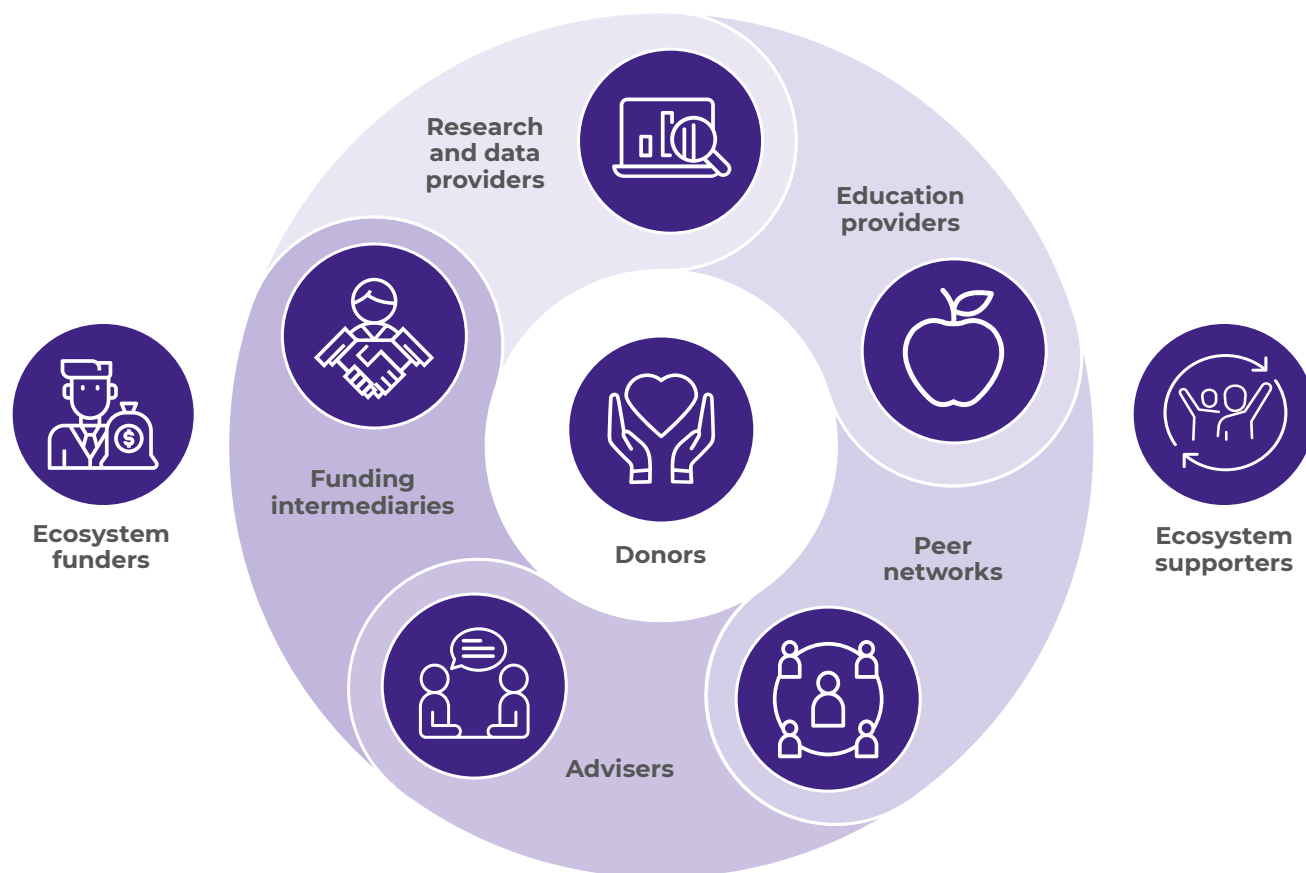 Research
and data
providers
Education
providers
Funding
intermediaries
Ecosystem
funders
Donors
Peer
networks
Ecosystem
supporters
Advisers
$